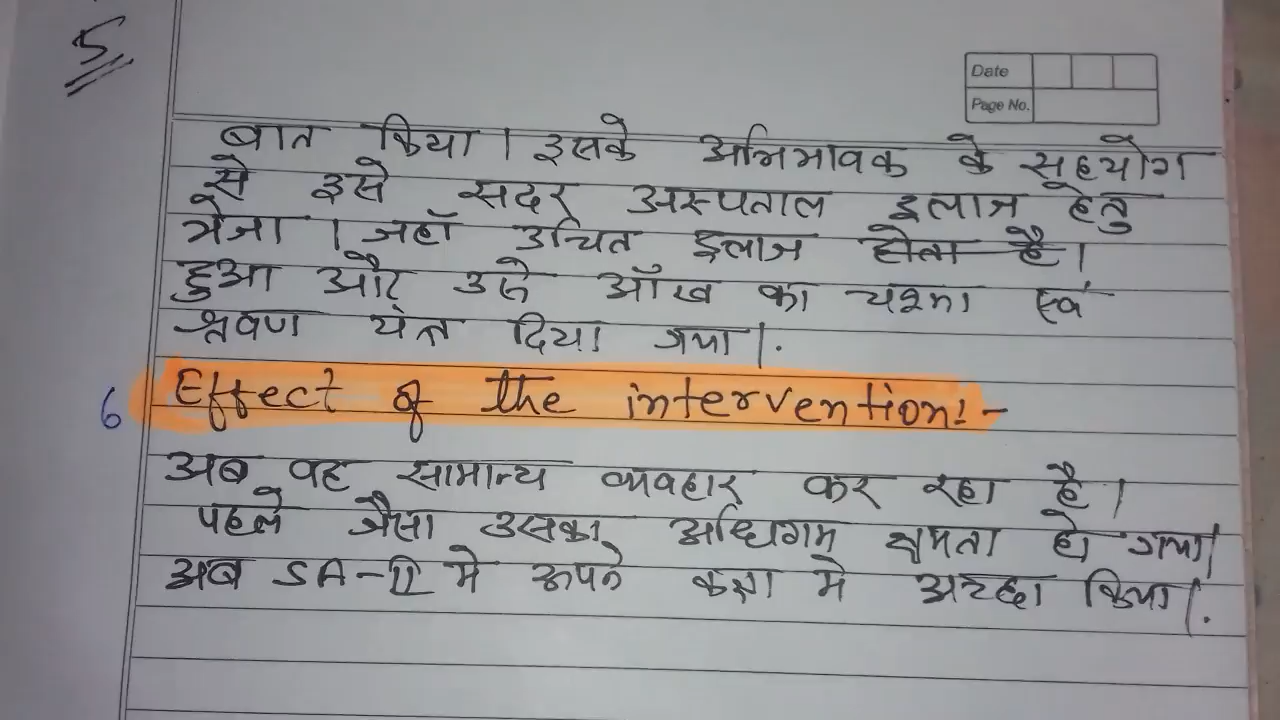 5
Date
Page No.
बात किया । इसके अभिभावक के सहयोग
से इसे सदर अस्पताल इलाज हेतु
भेजा । जहाँ उचित इलाज होता है।
हुआ और उसे आँख का चश्मा एवं
श्रवण यंत्र दिया गया।.
6 Effect of the intervention:-
अब वह सामान्य व्यवहार कर रहा है।
पहले जैसा उसका अधिगम क्षमता हो गया।
अब SA-II मे अपने कक्षा मे अच्छा किया।.